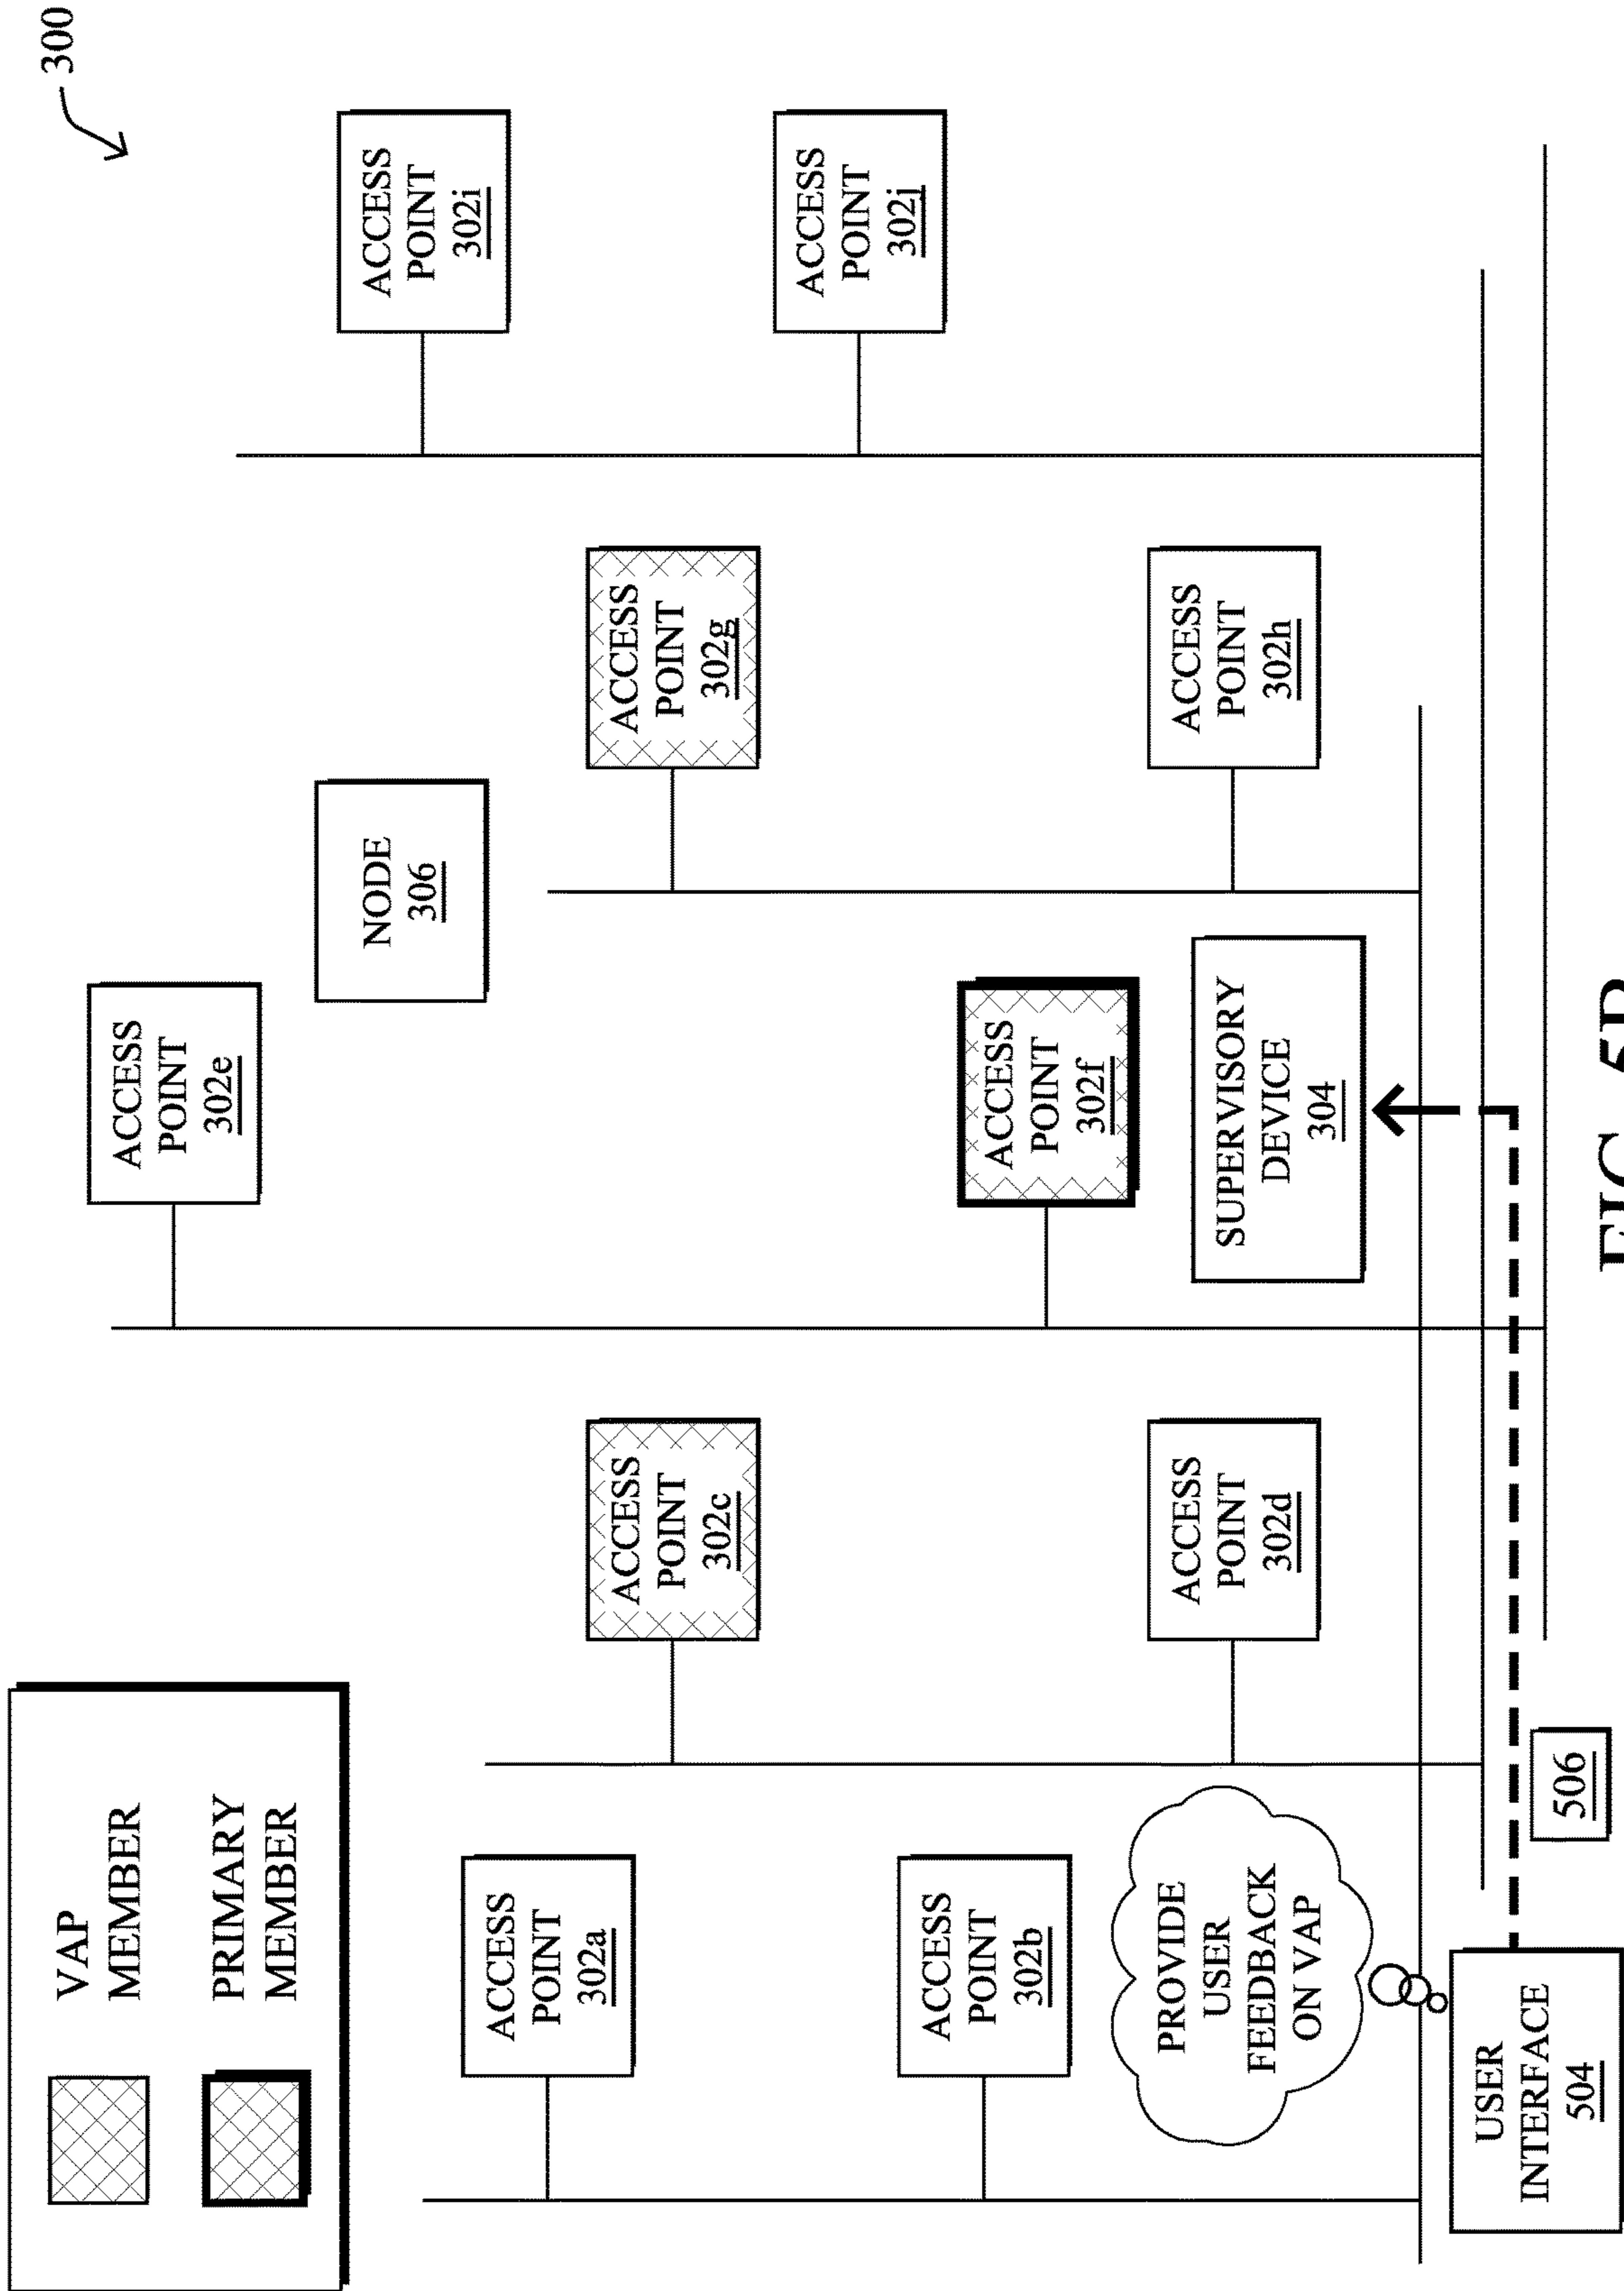 VAP
MEMBER
PRIMARY
MEMBER
300
ACCESS
POINT
302e
NODE
306
ACCESS
POINT
302i
ACCESS
POINT
302a
ACCESS
POINT
302c
ACCESS
POINT
302g
ACCESS
POINT
302j
ACCESS
POINT
302b
ACCESS
POINT
302f
PROVIDE
USER
FEEDBACK
ON VAP
ACCESS
POINT
302d
SUPERVISORY
DEVICE
304
ACCESS
POINT
302h
USER
INTERFACE
504
506
FIG.